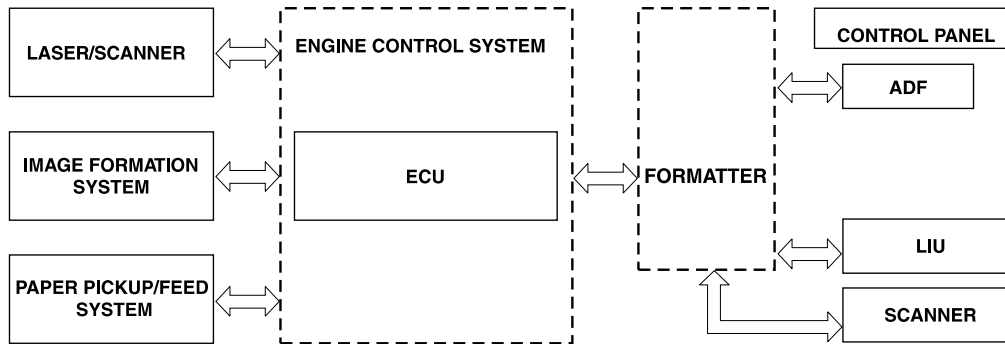 LASER/SCANNER
ENGINE CONTROL SYSTEM
CONTROL PANEL
ADF
IMAGE FORMATION
SYSTEM
ECU
FORMATTER
LIU
PAPER PICKUP/FEED
SYSTEM
SCANNER